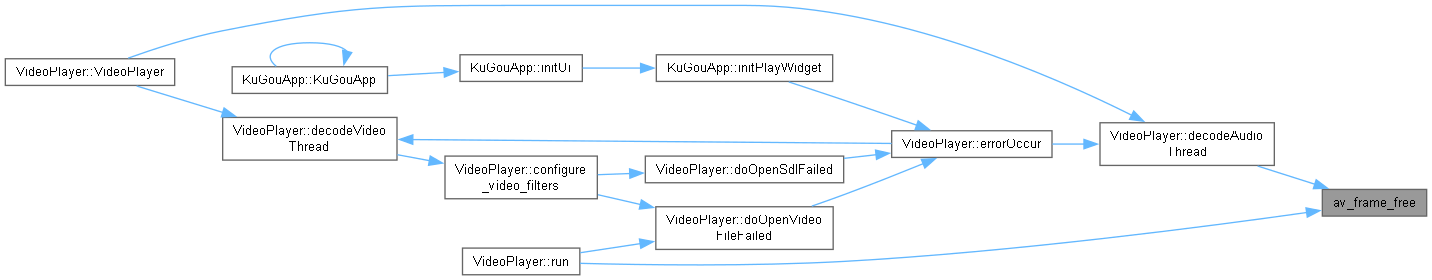 VideoPlayer::VideoPlayer
KuGouApp::KuGouApp
KuGouApp::initUi
KuGouApp::initPlayWidget
VideoPlayer::decodeVideo
Thread
VideoPlayer::configure
_video_filters
VideoPlayer::doOpenSdlFailed
VideoPlayer::errorOccur
VideoPlayer::decodeAudio
Thread
VideoPlayer::doOpenVideo
FileFailed
VideoPlayer::run
av_frame_free